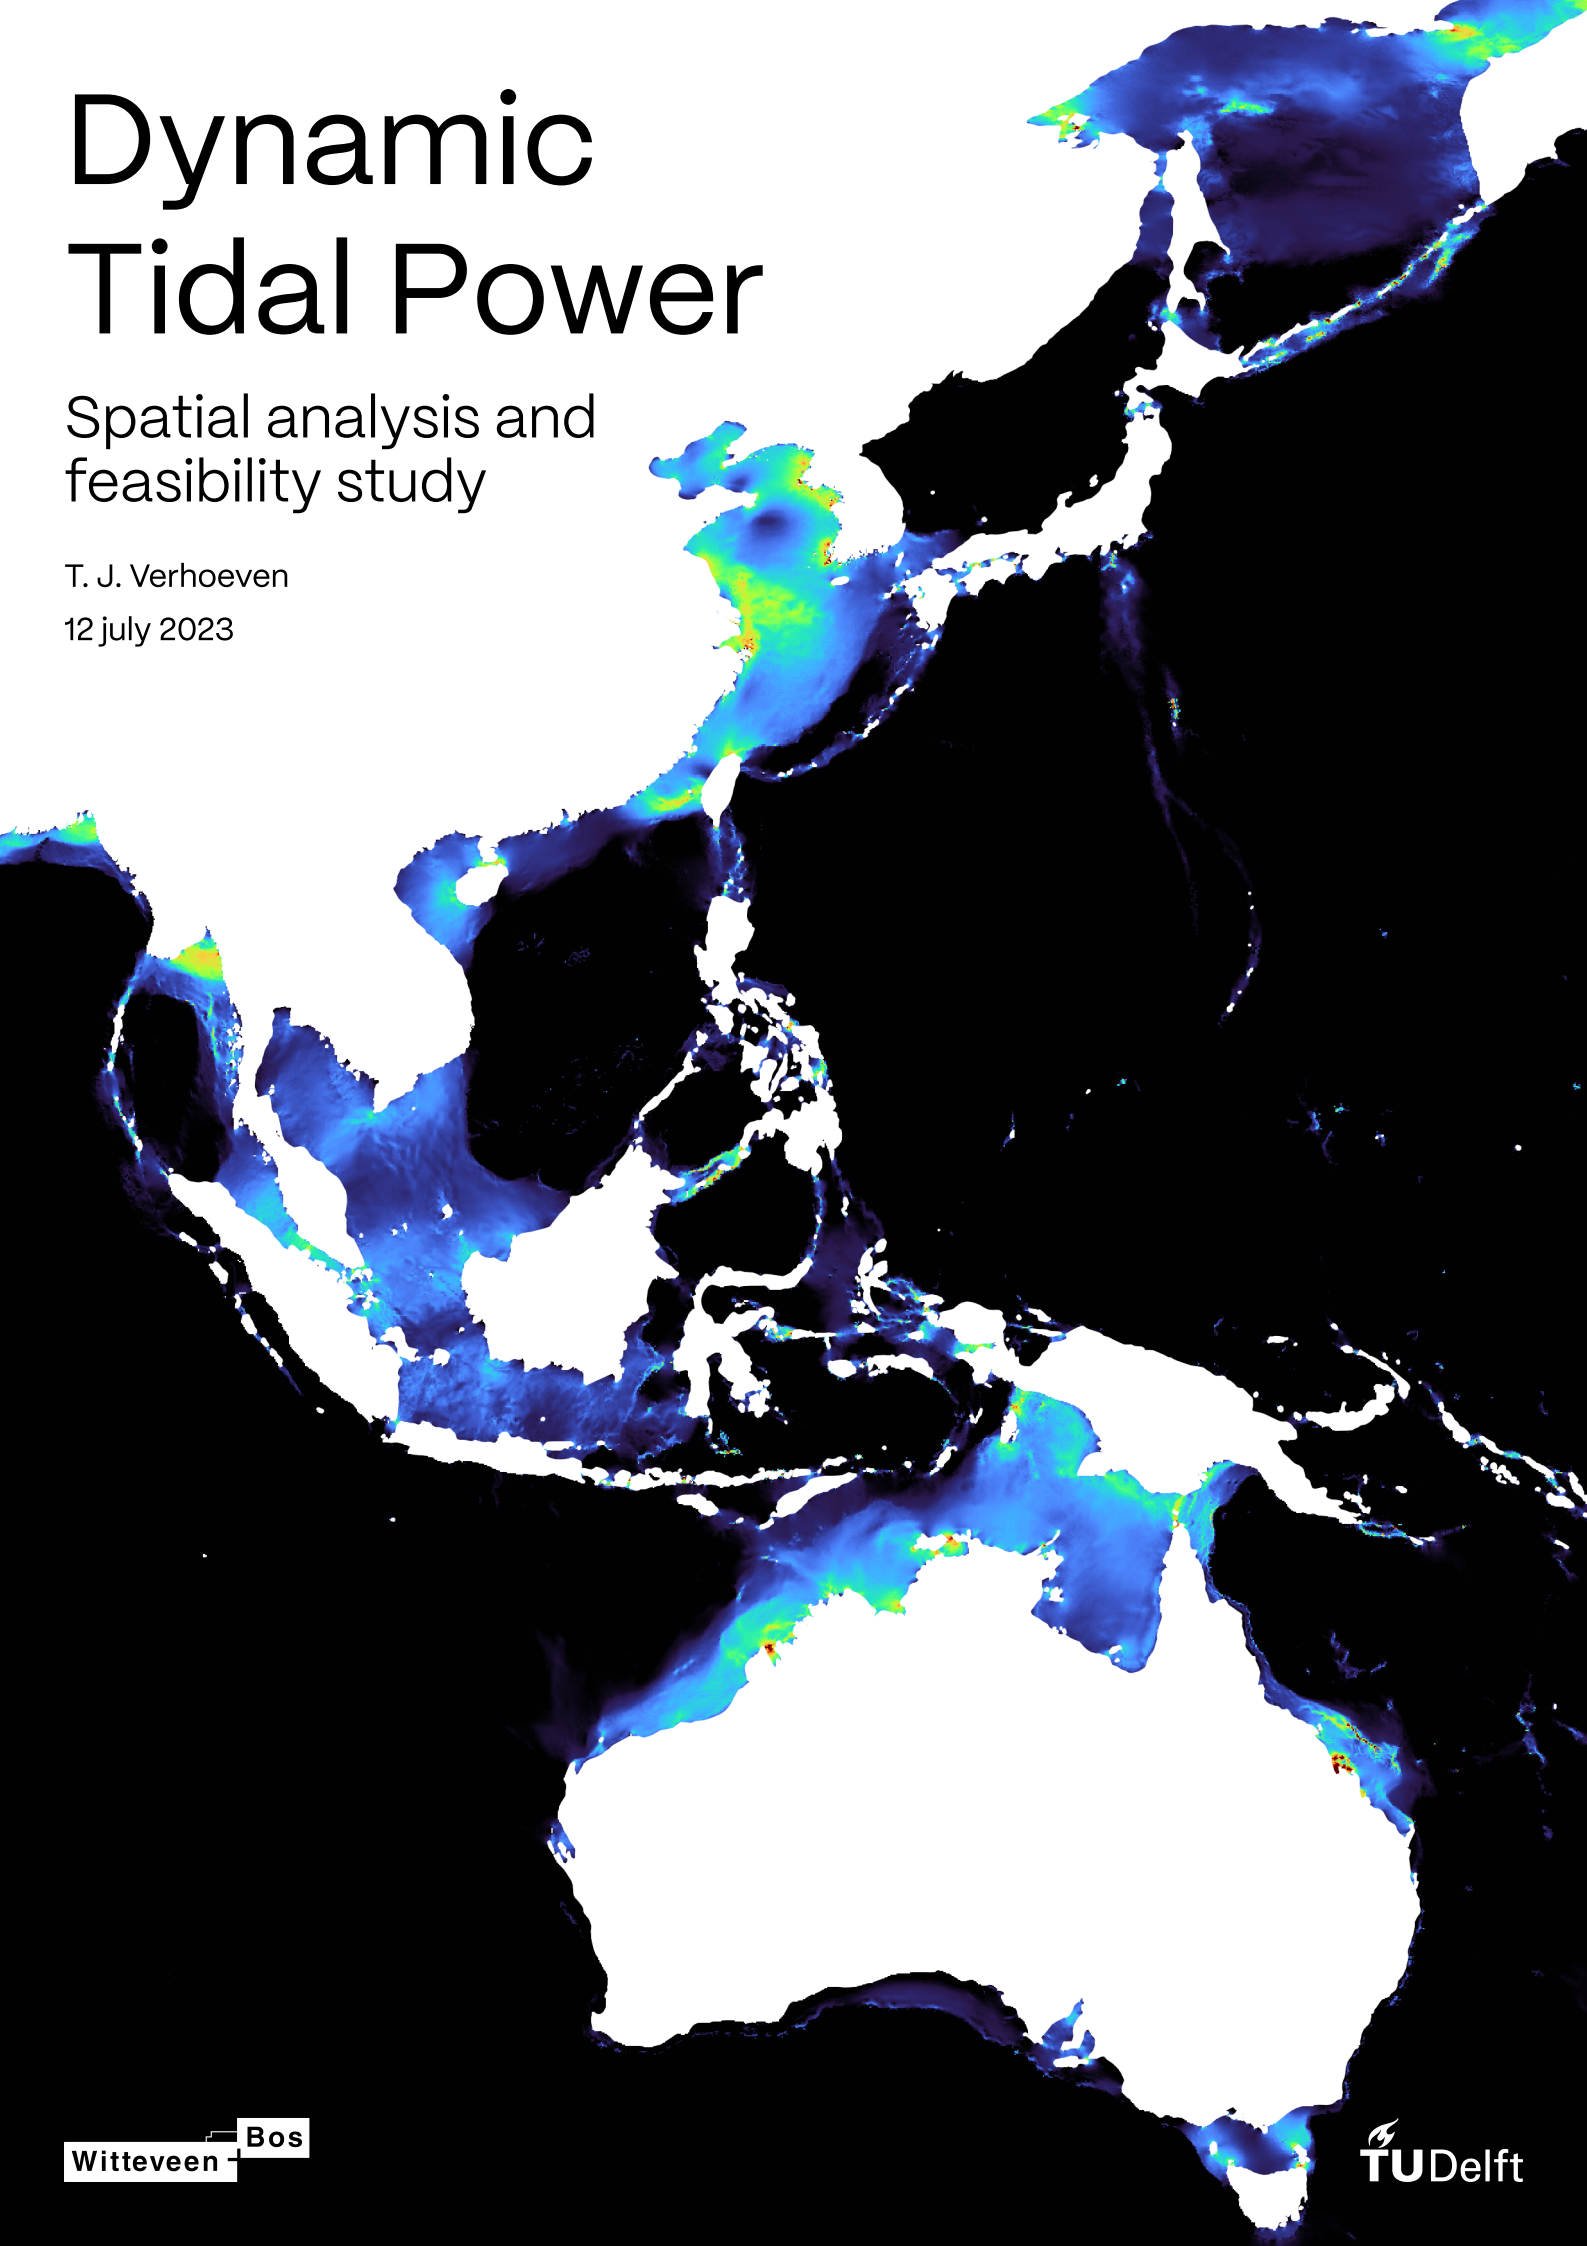 Dynamic
Tidal Power
Spatial analysis and
feasibility study
T. J. Verhoeven
12 july 2023
Witteveen
Bos
TUDelft